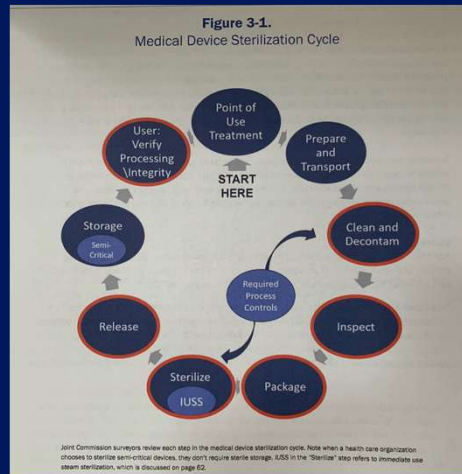 Figure 3-1.
Medical Device Sterilization Cycle
Point of
Use
Treatment
START
HERE
Prepare
and
Transport
Clean and
Decontam
Inspect
Package
Sterilize
IUSS
Release
Storage
Semi-
Critical
User:
Verify
Processing
\Integrity
Required
Process
Controls
Joint Commission surveyors review each step in the medical device sterilization cycle. Note when a health care organization
chooses to sterilize semi-critical devices, they don't require sterile storage. IUSS in the "Sterilize" step refers to immediate use
steam sterilization, which is discussed on page 62.